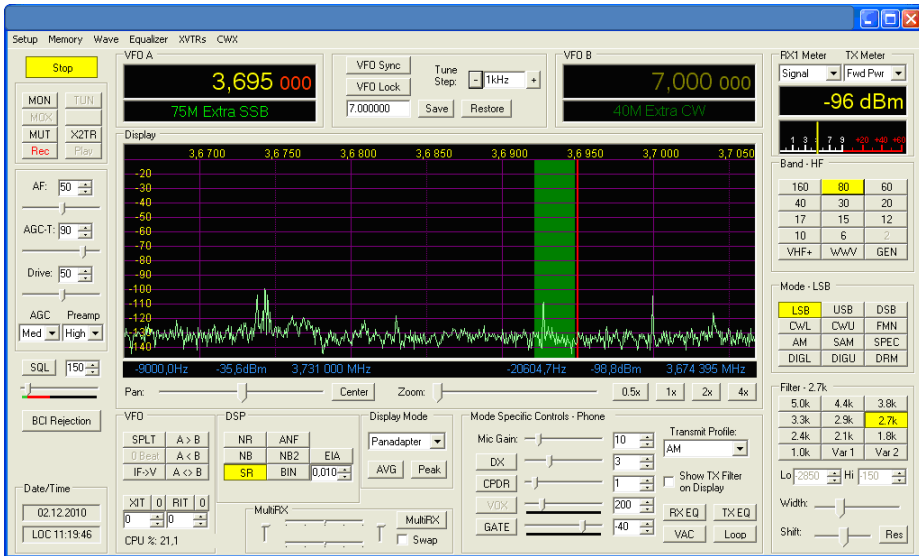 Setup Memory Wave Equalizer XVTRs CWX
Stop
MON TUN
MOX
MUT X2TR
Rec Play
AF: 50
AGC-T: 90
Drive: 50
AGC Preamp
Med High
SQL 150
BCI Rejection
Date/Time
02.12.2010
LOC 11:19:46
VFO A
3,695 000
75M Extra SSB
VFO Sync
VFO Lock
Tune
Step: - 1kHz +
7.000000 Save Restore
VFO B
7,000 000
40M Extra CW
RX1 Meter TX Meter
Signal Fwd Pwr
-96 dBm
1 3 7 9 +20 +40 +60
Display
3,6 700 3,6 750 3,6 800 3,6 850 3,6 900 3,6 950 3,7 000 3,7 050
-20
-30
-40
-50
-60
-70
-80
-90
-100
-110
-120
-130
-140
-9000,0Hz -35,6dBm 3,731 000 MHz -20604,7Hz -98,8dBm 3,674 395 MHz
Pan: Center Zoom: 0.5x 1x 2x 4x
Band - HF
160 80 60
40 30 20
17 15 12
10 6 2
VHF+ WWV GEN
Mode - LSB
LSB USB DSB
CWL CWU FMN
AM SAM SPEC
DIGL DIGU DRM
Filter - 2.7k
5.0k 4.4k 3.8k
3.3k 2.9k 2.7k
2.4k 2.1k 1.8k
1.0k Var 1 Var 2
Lo -2850 Hi -150
Width:
Shift: Res
VFO
SPLT A > B
0 Beat A < B
IF->V A <> B
XIT 0 RIT 0
0 0
CPU %: 21,1
DSP
NR ANF
NB NB2 EIA
SR BIN 0,010
MultiRX
MultiRX
Swap
Display Mode
Panadapter
AVG Peak
Mode Specific Controls - Phone
Mic Gain: 10
DX 3
CPDR 1
VOX 200
GATE -40
Transmit Profile:
AM
Show TX Filter
on Display
RX EQ TX EQ
VAC Loop